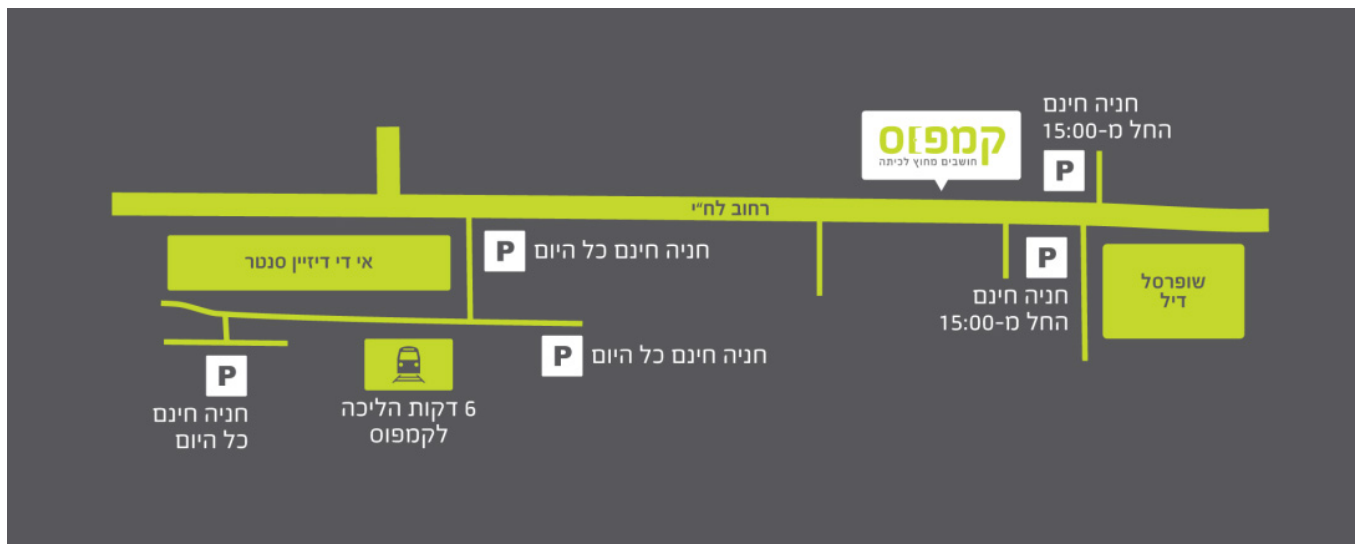 חניה חינם
החל מ-15:00
P
קמפוס
חושבים מחוץ לכיתה
רחוב לח"י
P
חניה חינם כל היום
P
חניה חינם
החל מ-15:00
שופרסל
דיל
אי די דיזיין סנטר
P
חניה חינם כל היום
6 דקות הליכה
לקמפוס
P
חניה חינם
כל היום